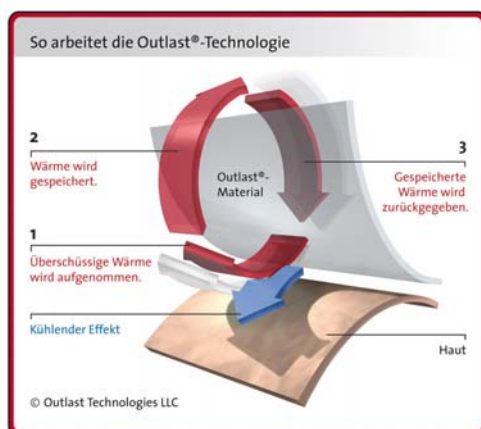 So arbeitet die Outlast®-Technologie
2
Wärme wird
gespeichert.
Outlast®-
Material
3
Gespeicherte
Wärme wird
zurückgegeben.
1
Überschüssige Wärme
wird aufgenommen.
Kühlender Effekt
Haut
© Outlast Technologies LLC